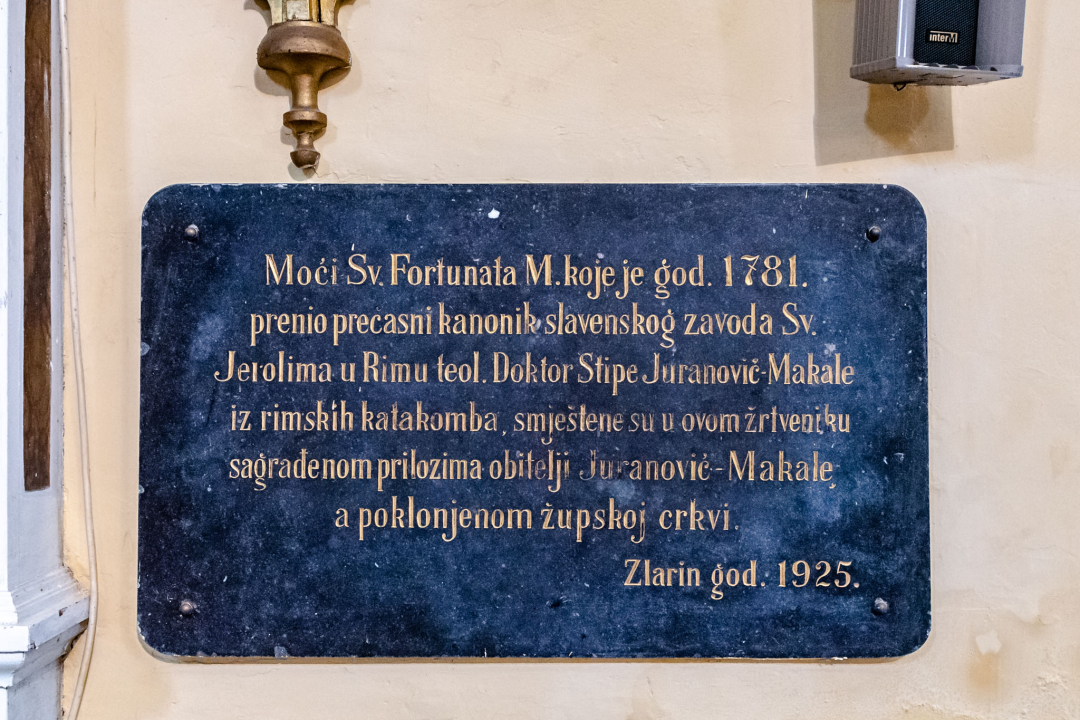 interM
Moći Sv. Fortunata M. koje je god. 1781.
prenio precasni kanonik slavenskog zavoda Sv.
Jerolima u Rimu teol. Doktor Stipe Juranović-Makale
iz rimskih katakomba, smještene su u ovom žrtveniku
sagrađenom prilozima obitelji Juranović-Makale,
a poklonjenom župskoj crkvi.
Zlarin god. 1925.